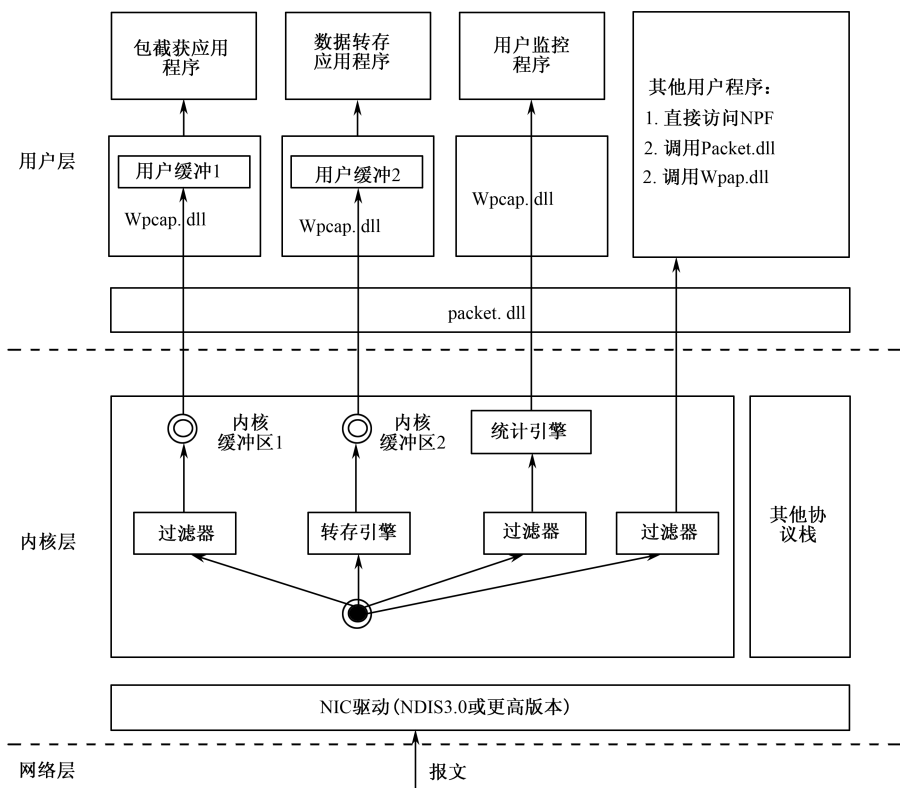 包截获应用
程序
数据转存
应用程序
用户监控
程序
其他用户程序：
1. 直接访问NPF
2. 调用Packet.dll
2. 调用Wpap.dll
用户层
用户缓冲1
Wpcap. dll
用户缓冲2
Wpcap. dll
Wpcap. dll
packet. dll
内核
缓冲区1
内核
缓冲区2
统计引擎
内核层
过滤器
转存引擎
过滤器
过滤器
其他协
议栈
NIC驱动(NDIS3.0或更高版本)
网络层
报文